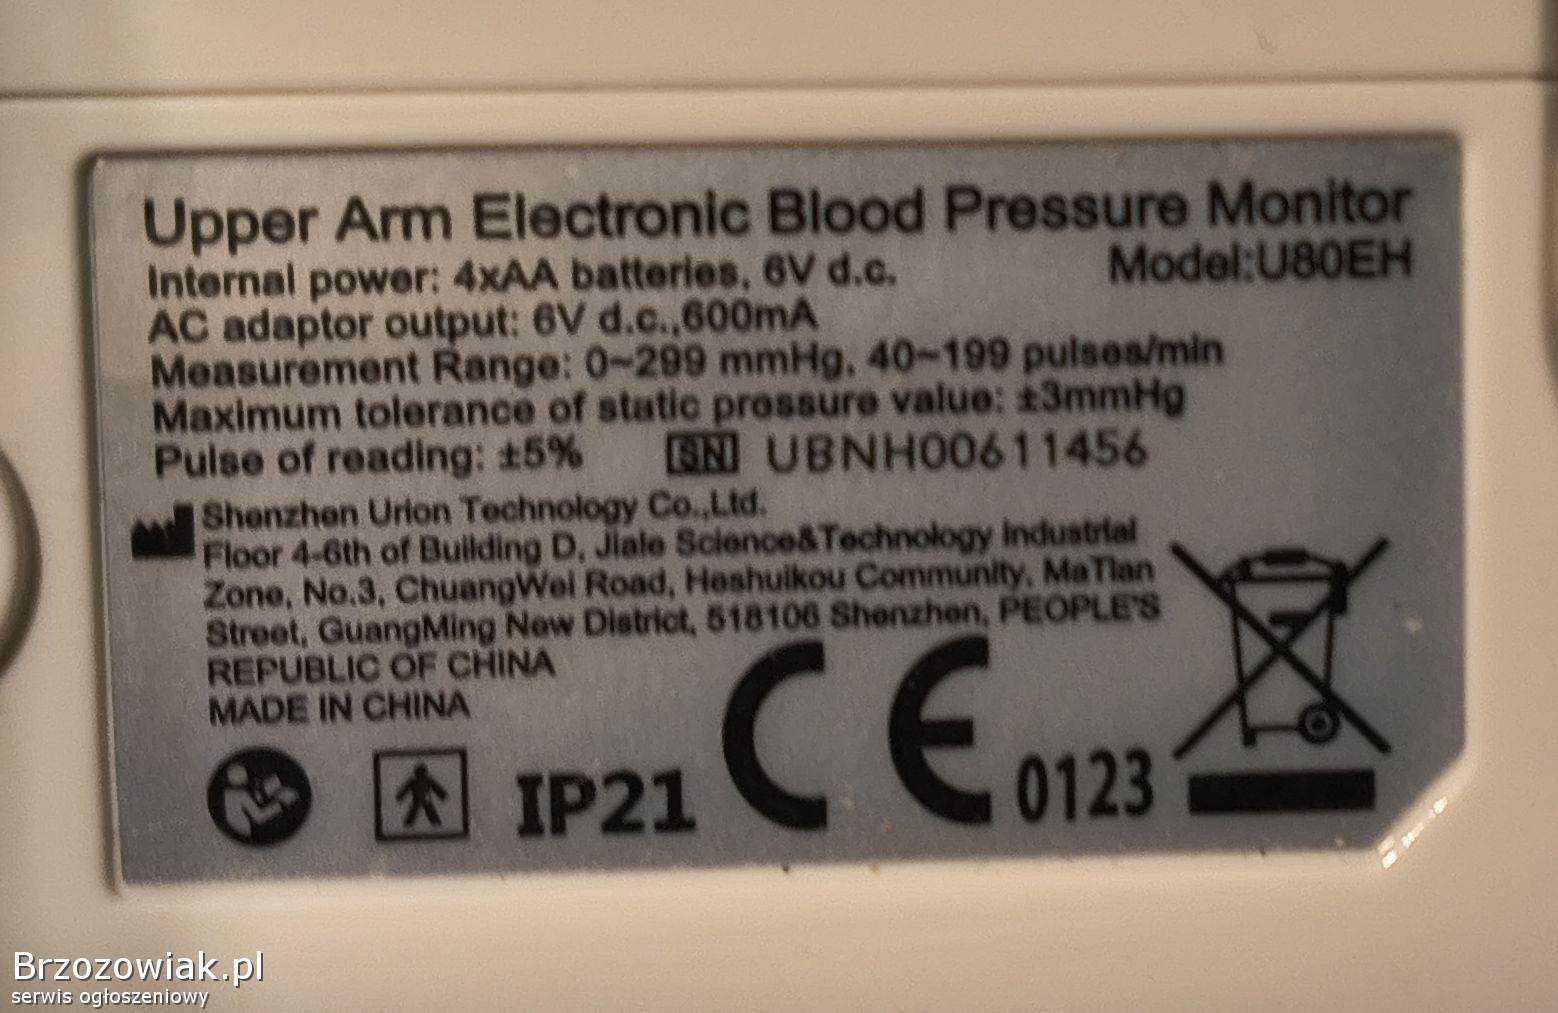 Upper Arm Electronic Blood Pressure Monitor
Internal power: 4xAA batteries, 6V d.c. Model:U80EH
AC adaptor output: 6V d.c.,600mA
Measurement Range: 0~299 mmHg, 40~199 pulses/min
Maximum tolerance of static pressure value: ±3mmHg
Pulse of reading: ±5% SN UBNH00611456
Shenzhen Urion Technology Co.,Ltd.
Floor 4-6th of Building D, Jiale Science&Technology Industrial
Zone, No.3, ChuangWei Road, Heshuikou Community, MaTian
Street, GuangMing New District, 518106 Shenzhen, PEOPLE'S
REPUBLIC OF CHINA
MADE IN CHINA
IP21 CE 0123
Brzozowiak.pl
serwis ogłoszeniowy